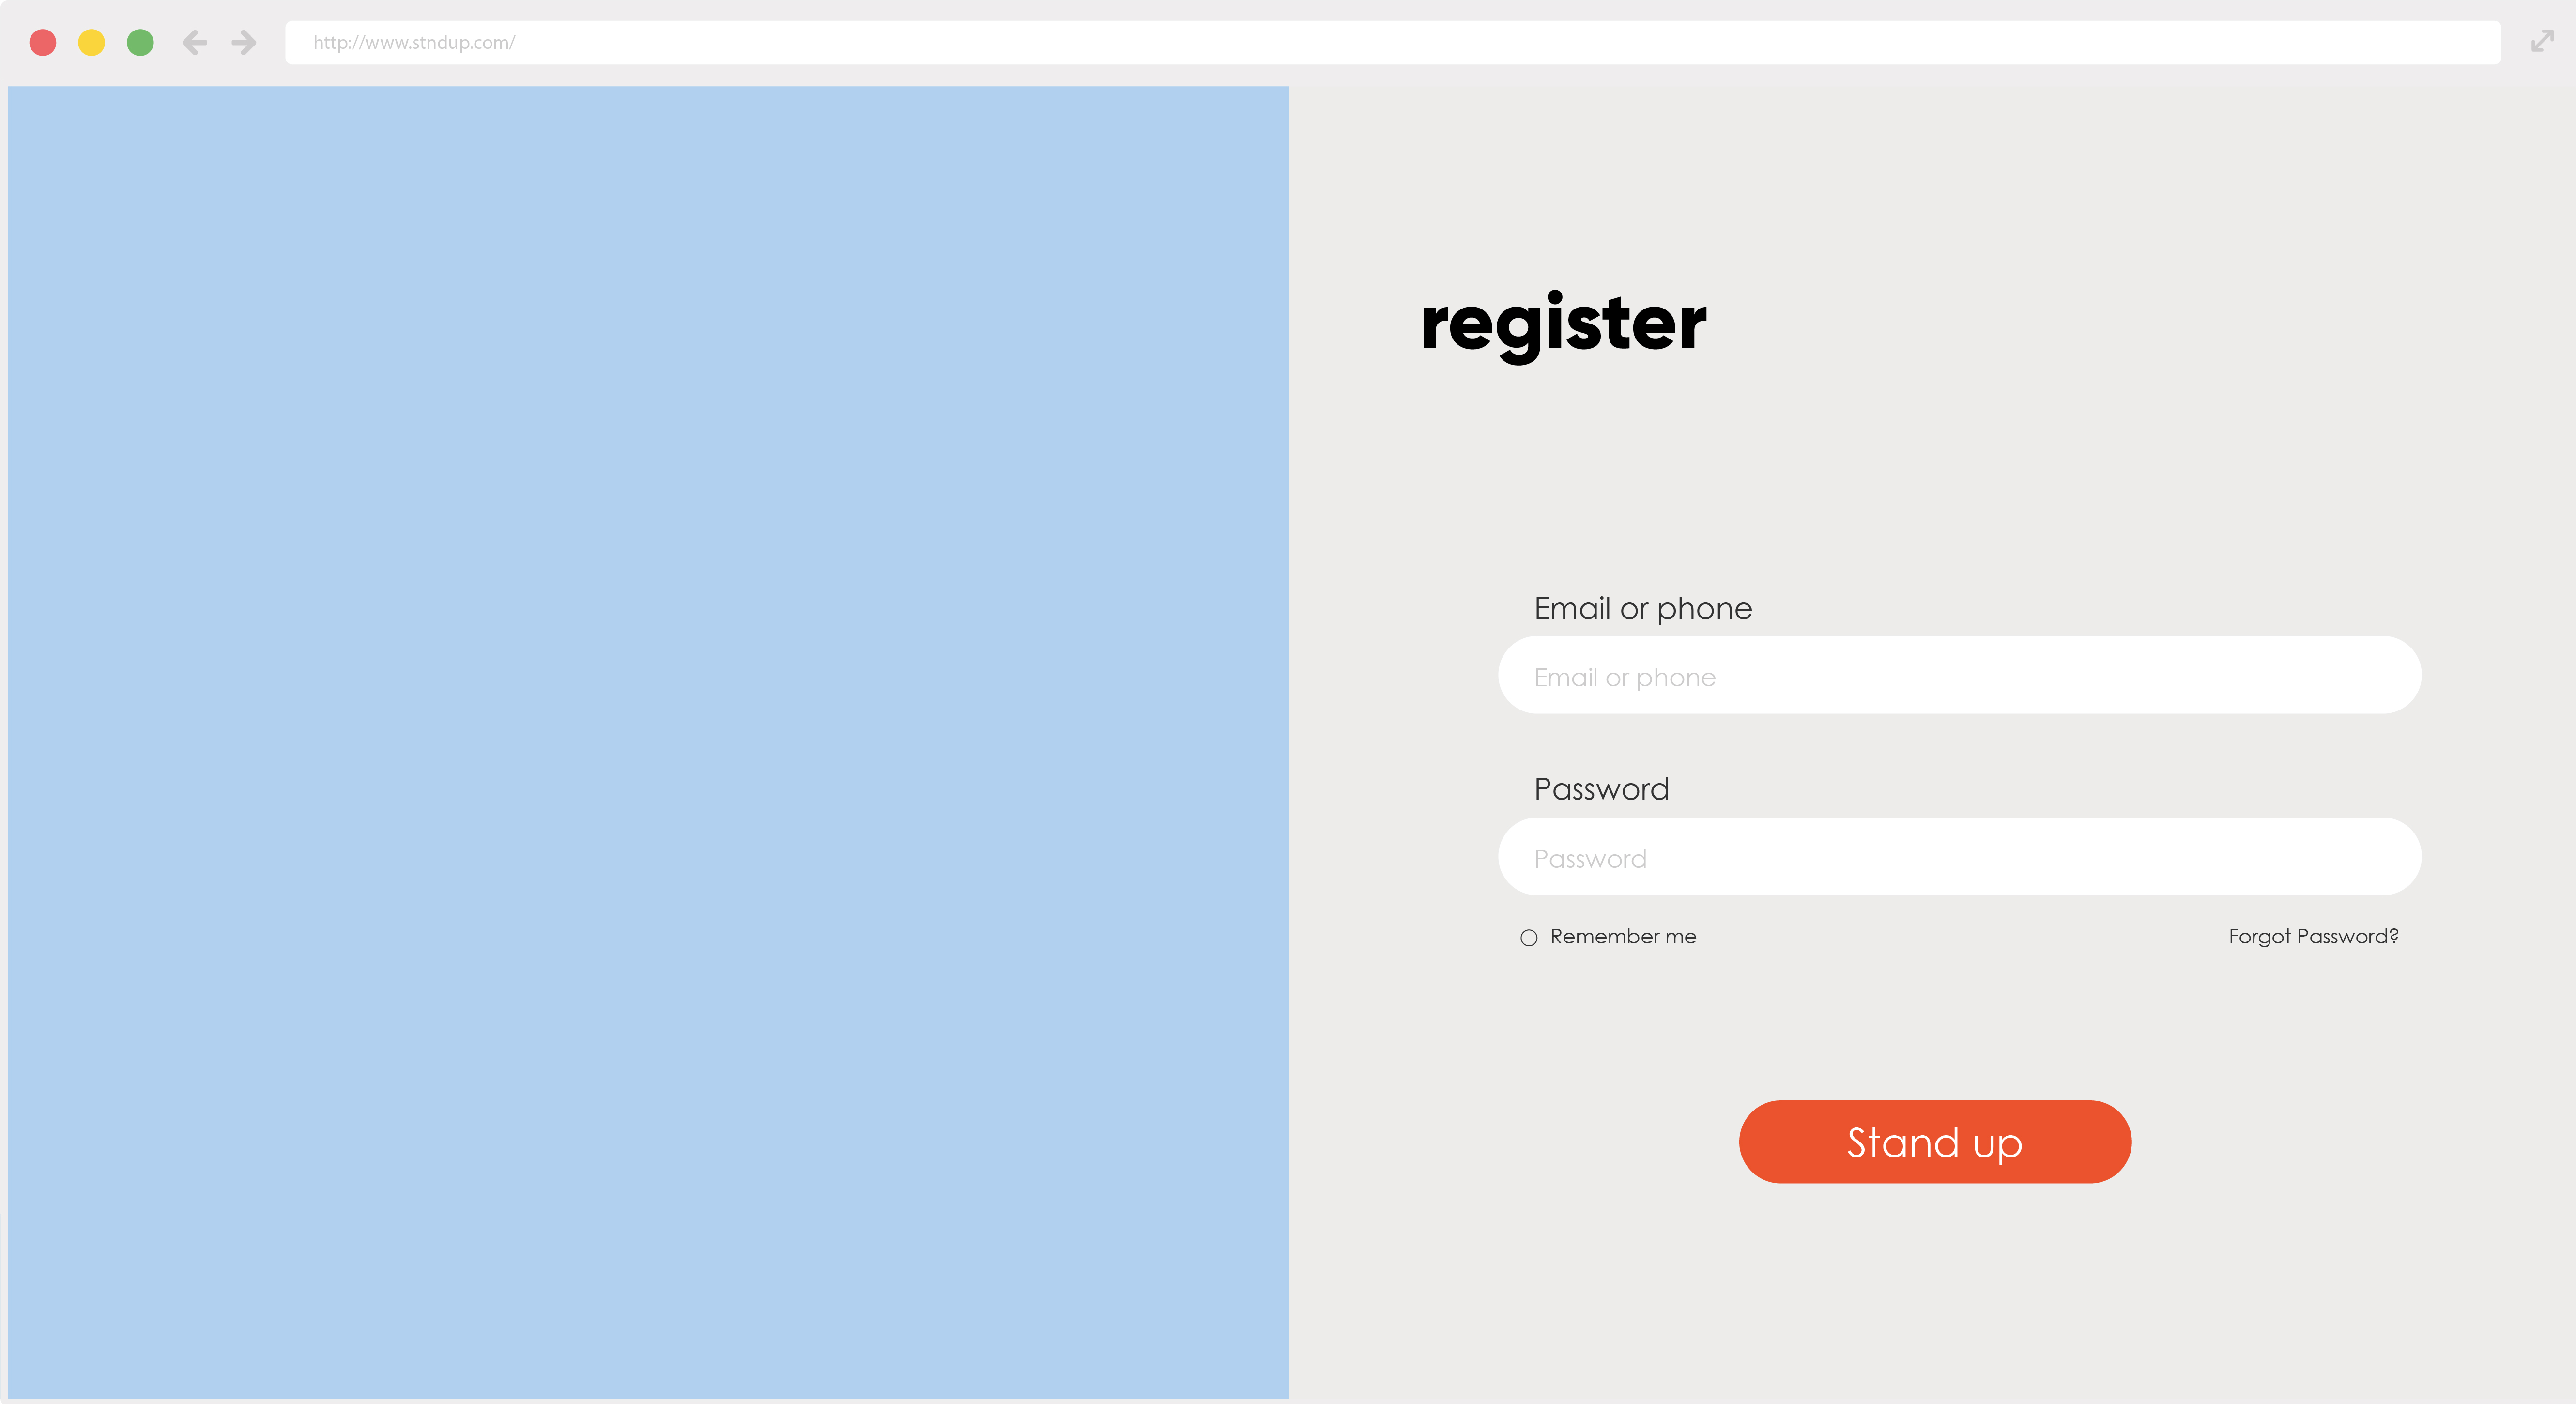 http://www.stndup.com/
register
Email or phone
Email or phone
Password
Password
Remember me
Forgot Password?
Stand up